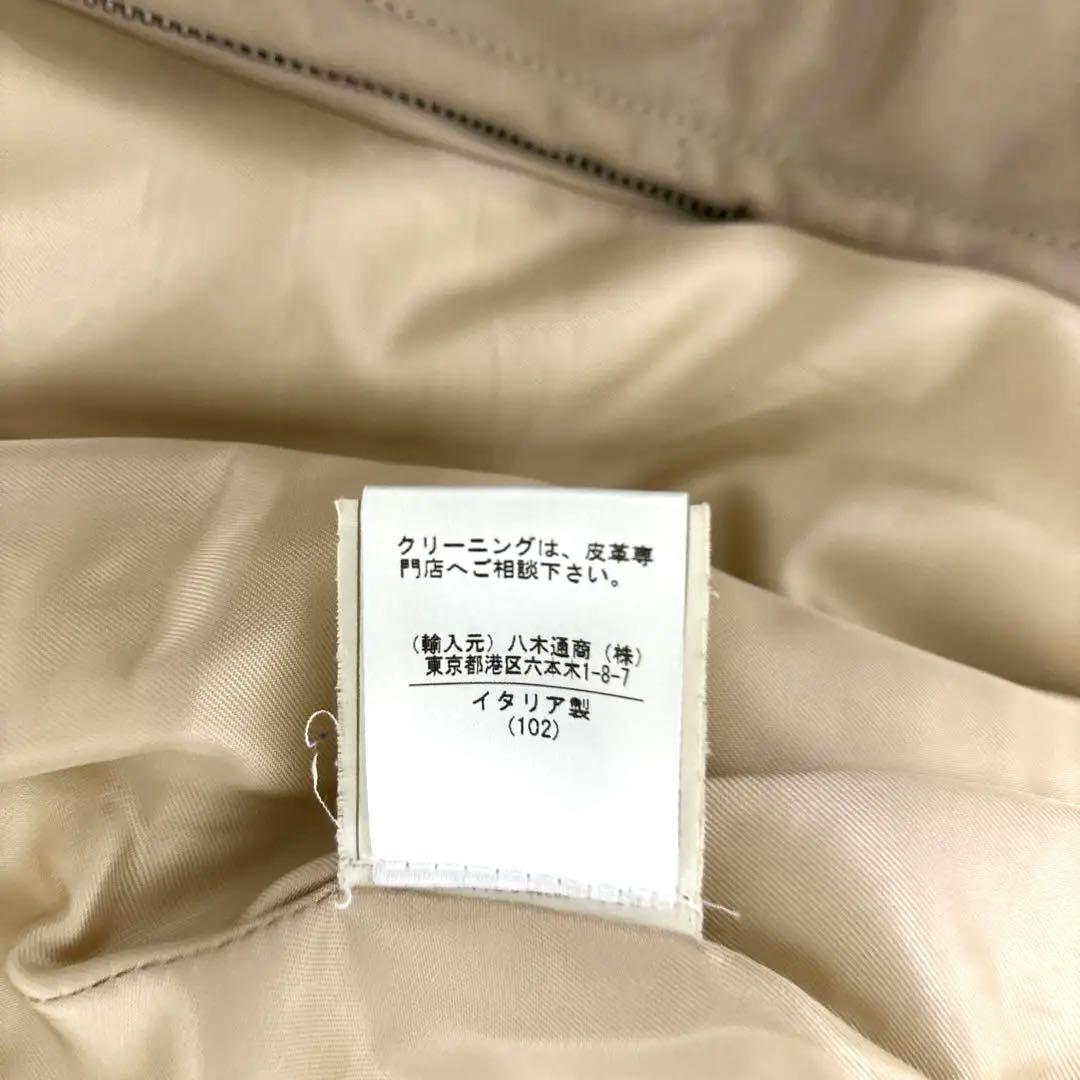 クリーニングは、皮革専
門店へご相談下さい。
(輸入元) 八木通商 (株)
東京都港区六本木1-8-7
イタリア製
(102)